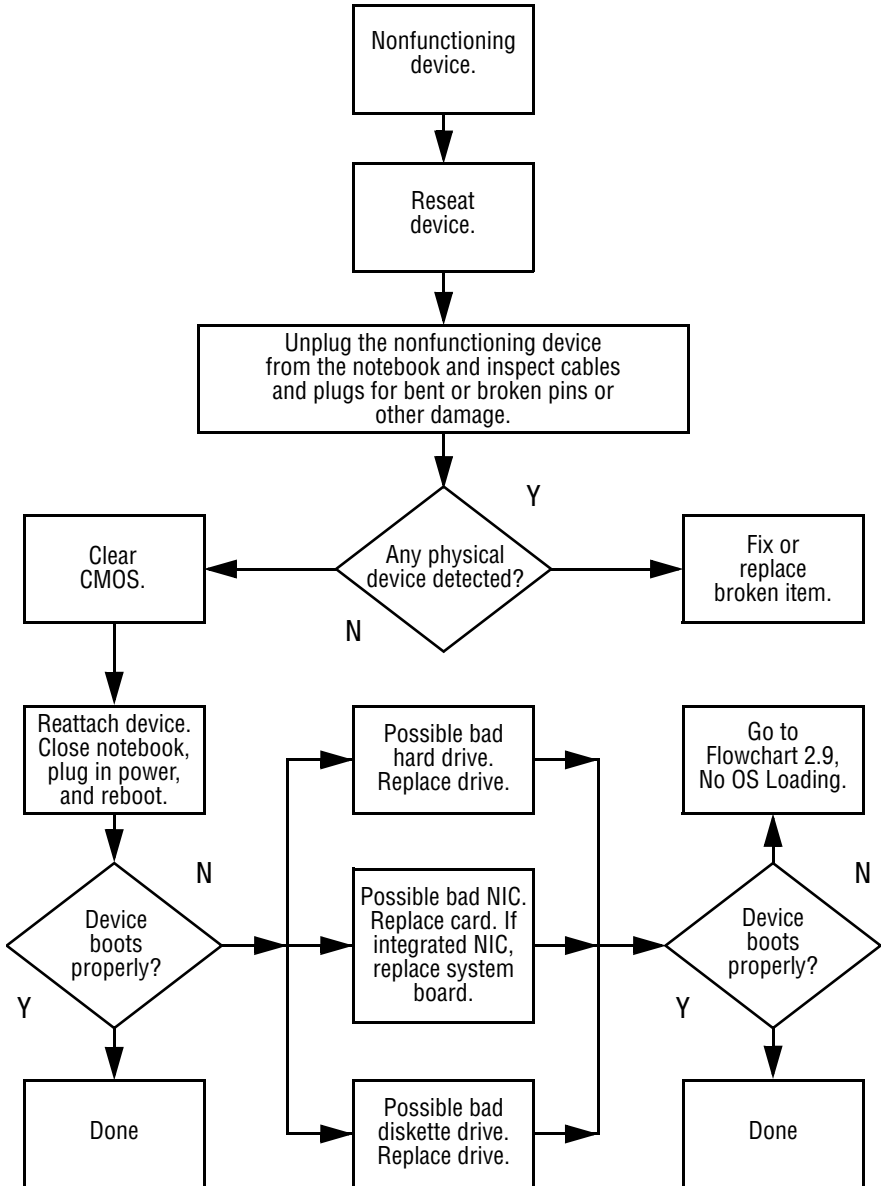 Nonfunctioning
device.
Reseat
device.
Unplug the nonfunctioning device
from the notebook and inspect cables
and plugs for bent or broken pins or
other damage.
Y
Any physical
device detected?
N
Clear
CMOS.
Fix or
replace
broken item.
Reattach device.
Close notebook,
plug in power,
and reboot.
Possible bad
hard drive.
Replace drive.
Go to
Flowchart 2.9,
No OS Loading.
N
Device
boots
properly?
Y
Possible bad NIC.
Replace card. If
integrated NIC,
replace system
board.
N
Device
boots
properly?
Y
Done
Possible bad
diskette drive.
Replace drive.
Done